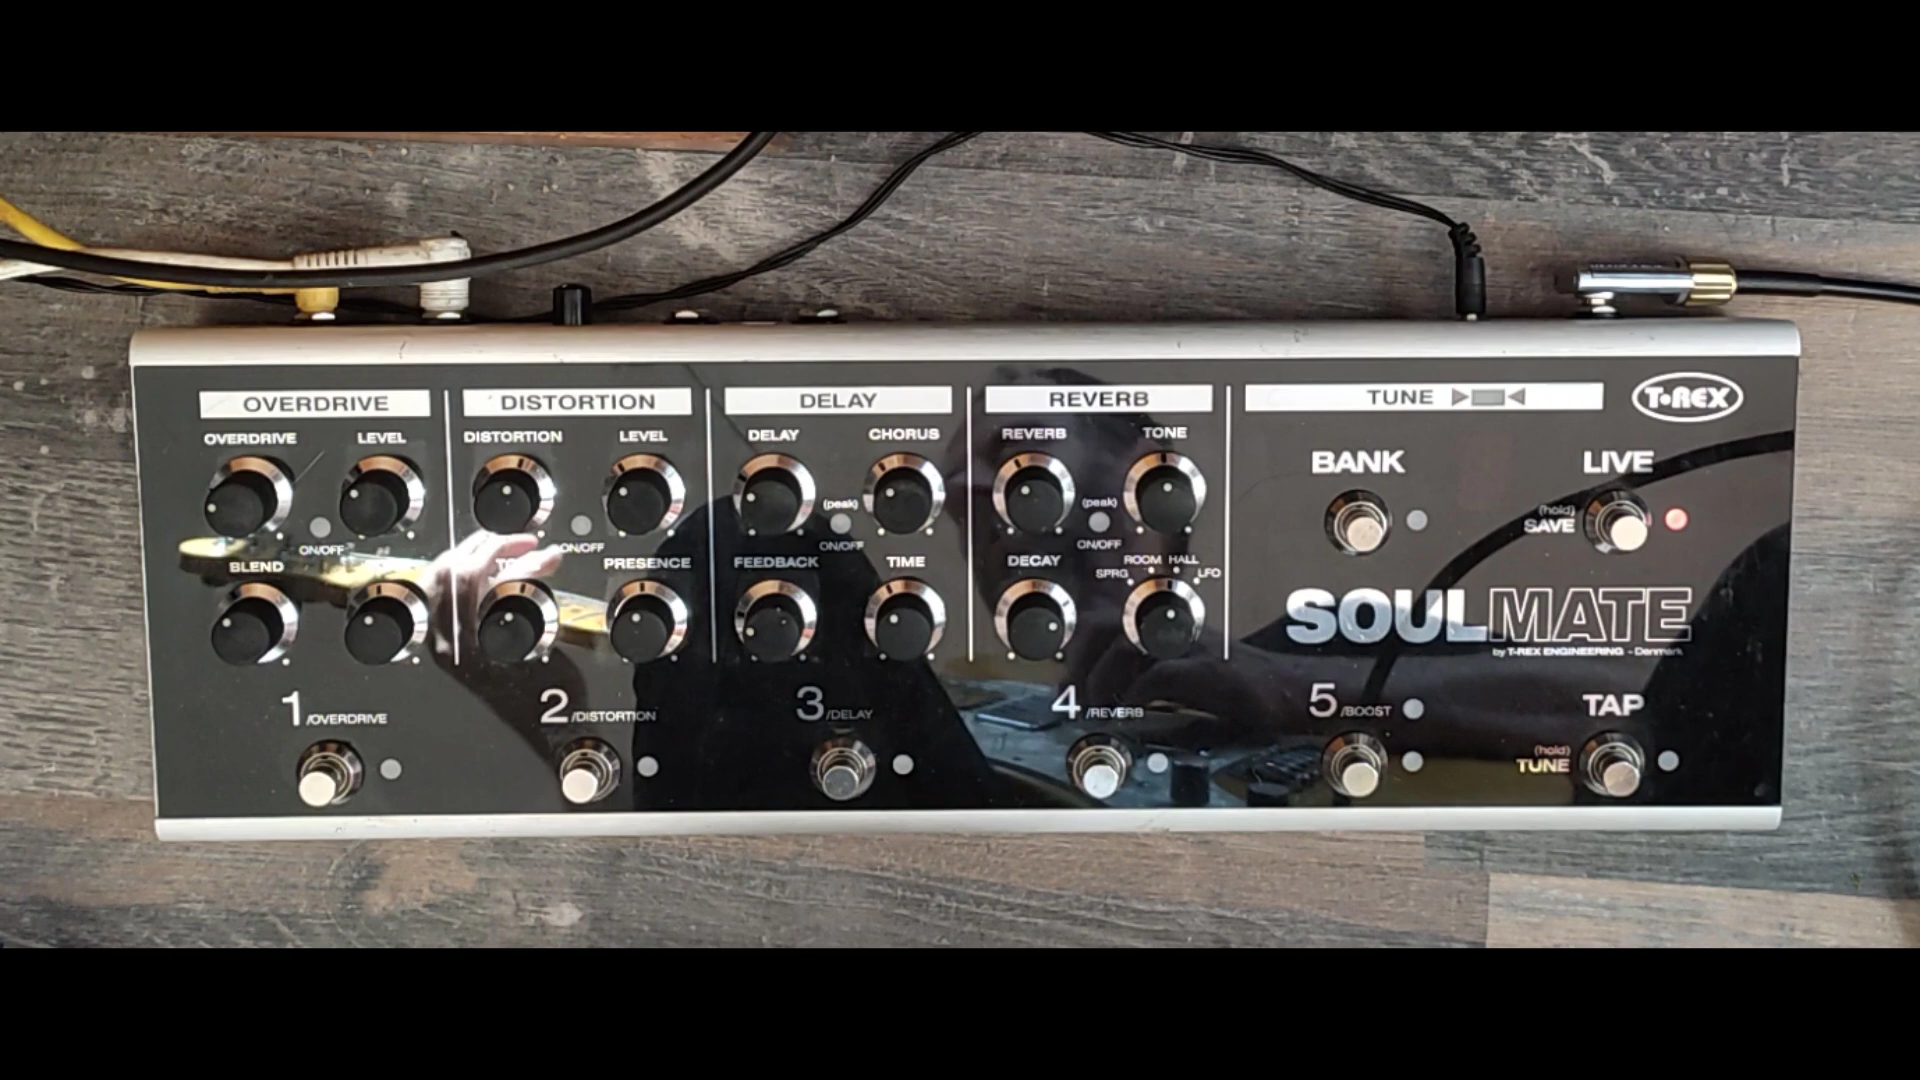 OVERDRIVE
DISTORTION
DELAY
REVERB
TUNE
T-REX
OVERDRIVE LEVEL
DISTORTION LEVEL
DELAY CHORUS
REVERB TONE
BANK
LIVE
(peak)
(peak)
(hold)
SAVE
ON/OFF
ON/OFF
ON/OFF
ON/OFF
BLEND
PRESENCE
FEEDBACK TIME
DECAY
SPRG ROOM HALL LFO
SOULMATE
by T-REX ENGINEERING - Denmark
1/OVERDRIVE
2/DISTORTION
3/DELAY
4/REVERB
5/BOOST
TAP
(hold)
TUNE